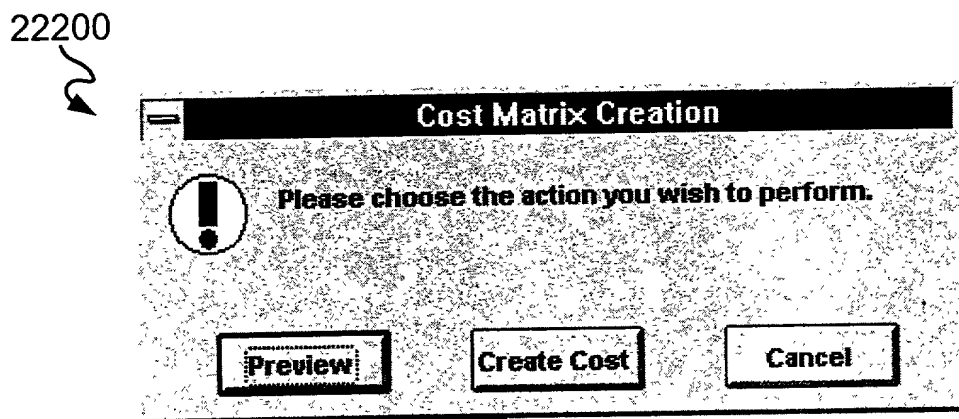 22200
Cost Matrix Creation
Please choose the action you wish to perform.
Preview Create Cost Cancel